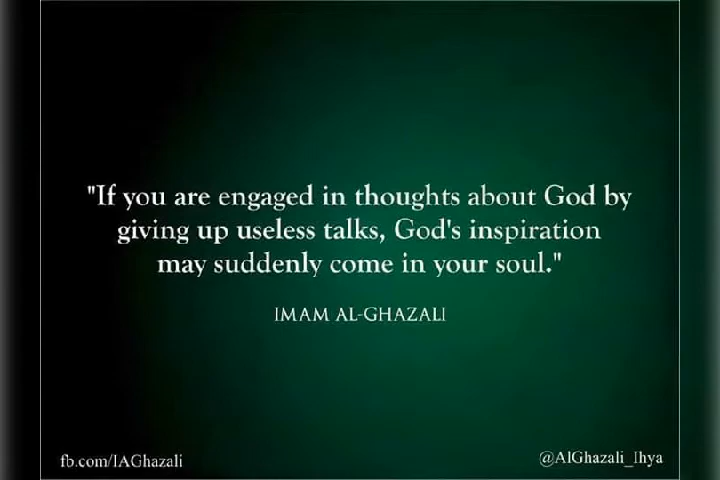 "If you are engaged in thoughts about God by
giving up useless talks, God's inspiration
may suddenly come in your soul."
IMAM AL-GHAZALI
fb.com/IAGhazali
@AlGhazali_Ihya